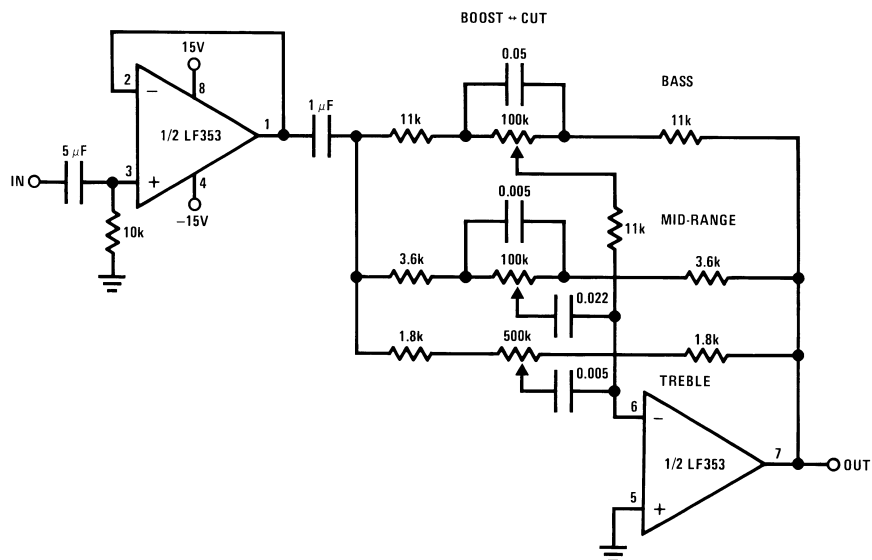 BOOST ↔ CUT
15V
0.05
BASS
2
8
−
1 μF
11k
100k
11k
1
1/2 LF353
5 μF
3
+
4
IN
−15V
0.005
10k
11k
MID-RANGE
3.6k
100k
3.6k
0.022
1.8k
500k
1.8k
0.005
TREBLE
6
−
1/2 LF353
7
OUT
5
+